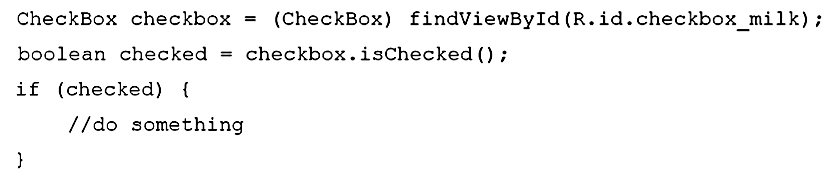 CheckBox checkbox = (CheckBox) findViewById(R.id.checkbox_milk);
boolean checked = checkbox.isChecked();
if (checked) {
    //do something
}